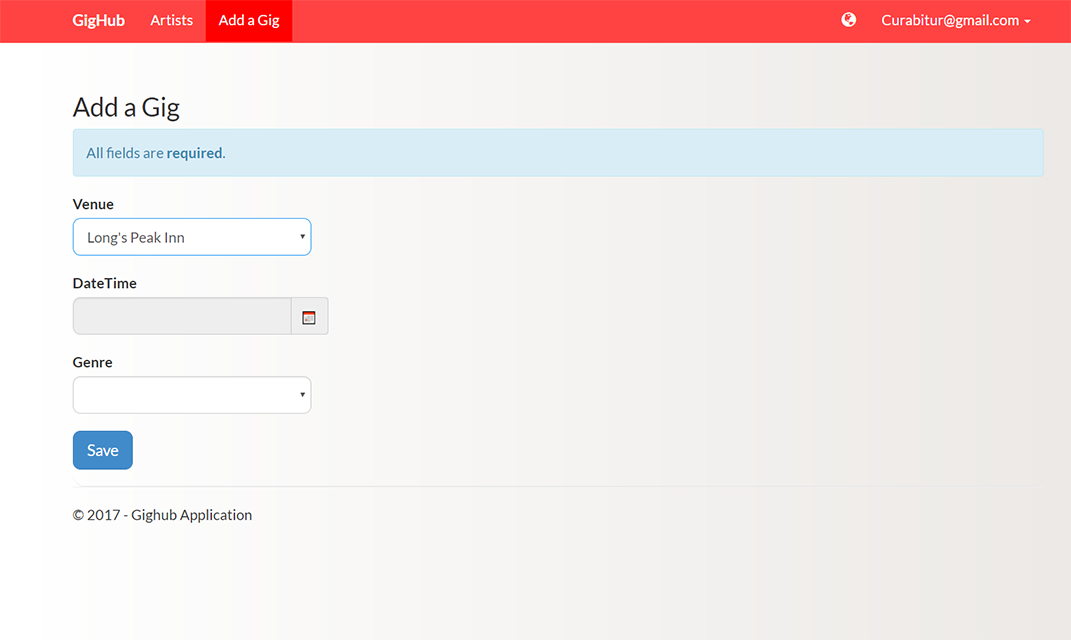 GigHub Artists Add a Gig Curabitur@gmail.com
Add a Gig
All fields are required.
Venue
Long's Peak Inn
DateTime
Genre
Save
© 2017 - Gighub Application